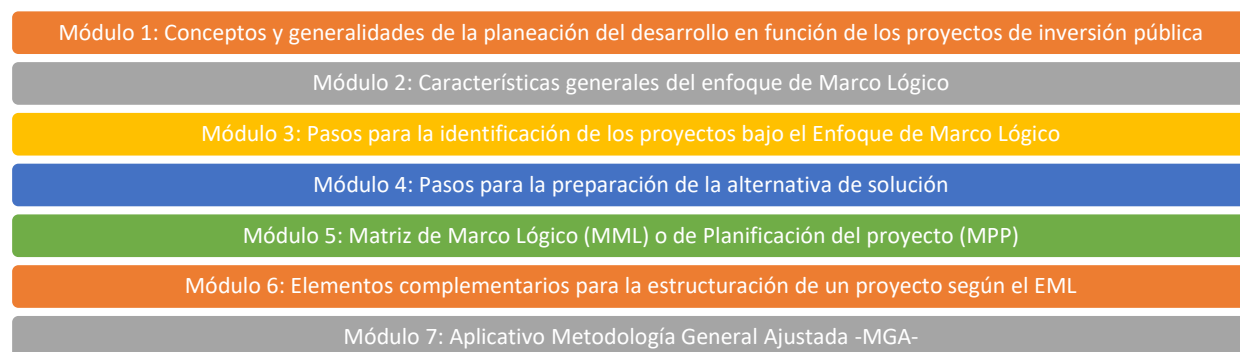 Módulo 1: Conceptos y generalidades de la planeación del desarrollo en función de los proyectos de inversión pública
Módulo 2: Características generales del enfoque de Marco Lógico
Módulo 3: Pasos para la identificación de los proyectos bajo el Enfoque de Marco Lógico
Módulo 4: Pasos para la preparación de la alternativa de solución
Módulo 5: Matriz de Marco Lógico (MML) o de Planificación del proyecto (MPP)
Módulo 6: Elementos complementarios para la estructuración de un proyecto según el EML
Módulo 7: Aplicativo Metodología General Ajustada -MGA-